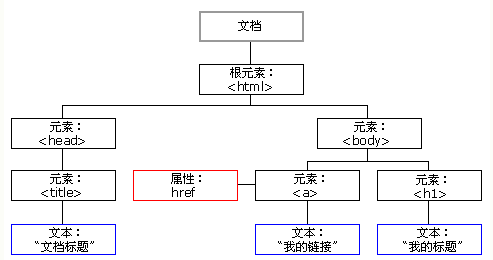 文档
根元素：
<html>
元素：
<head>
元素：
<body>
元素：
<title>
属性：
href
元素：
<a>
元素：
<h1>
文本：
“文档标题”
文本：
“我的链接”
文本：
“我的标题”